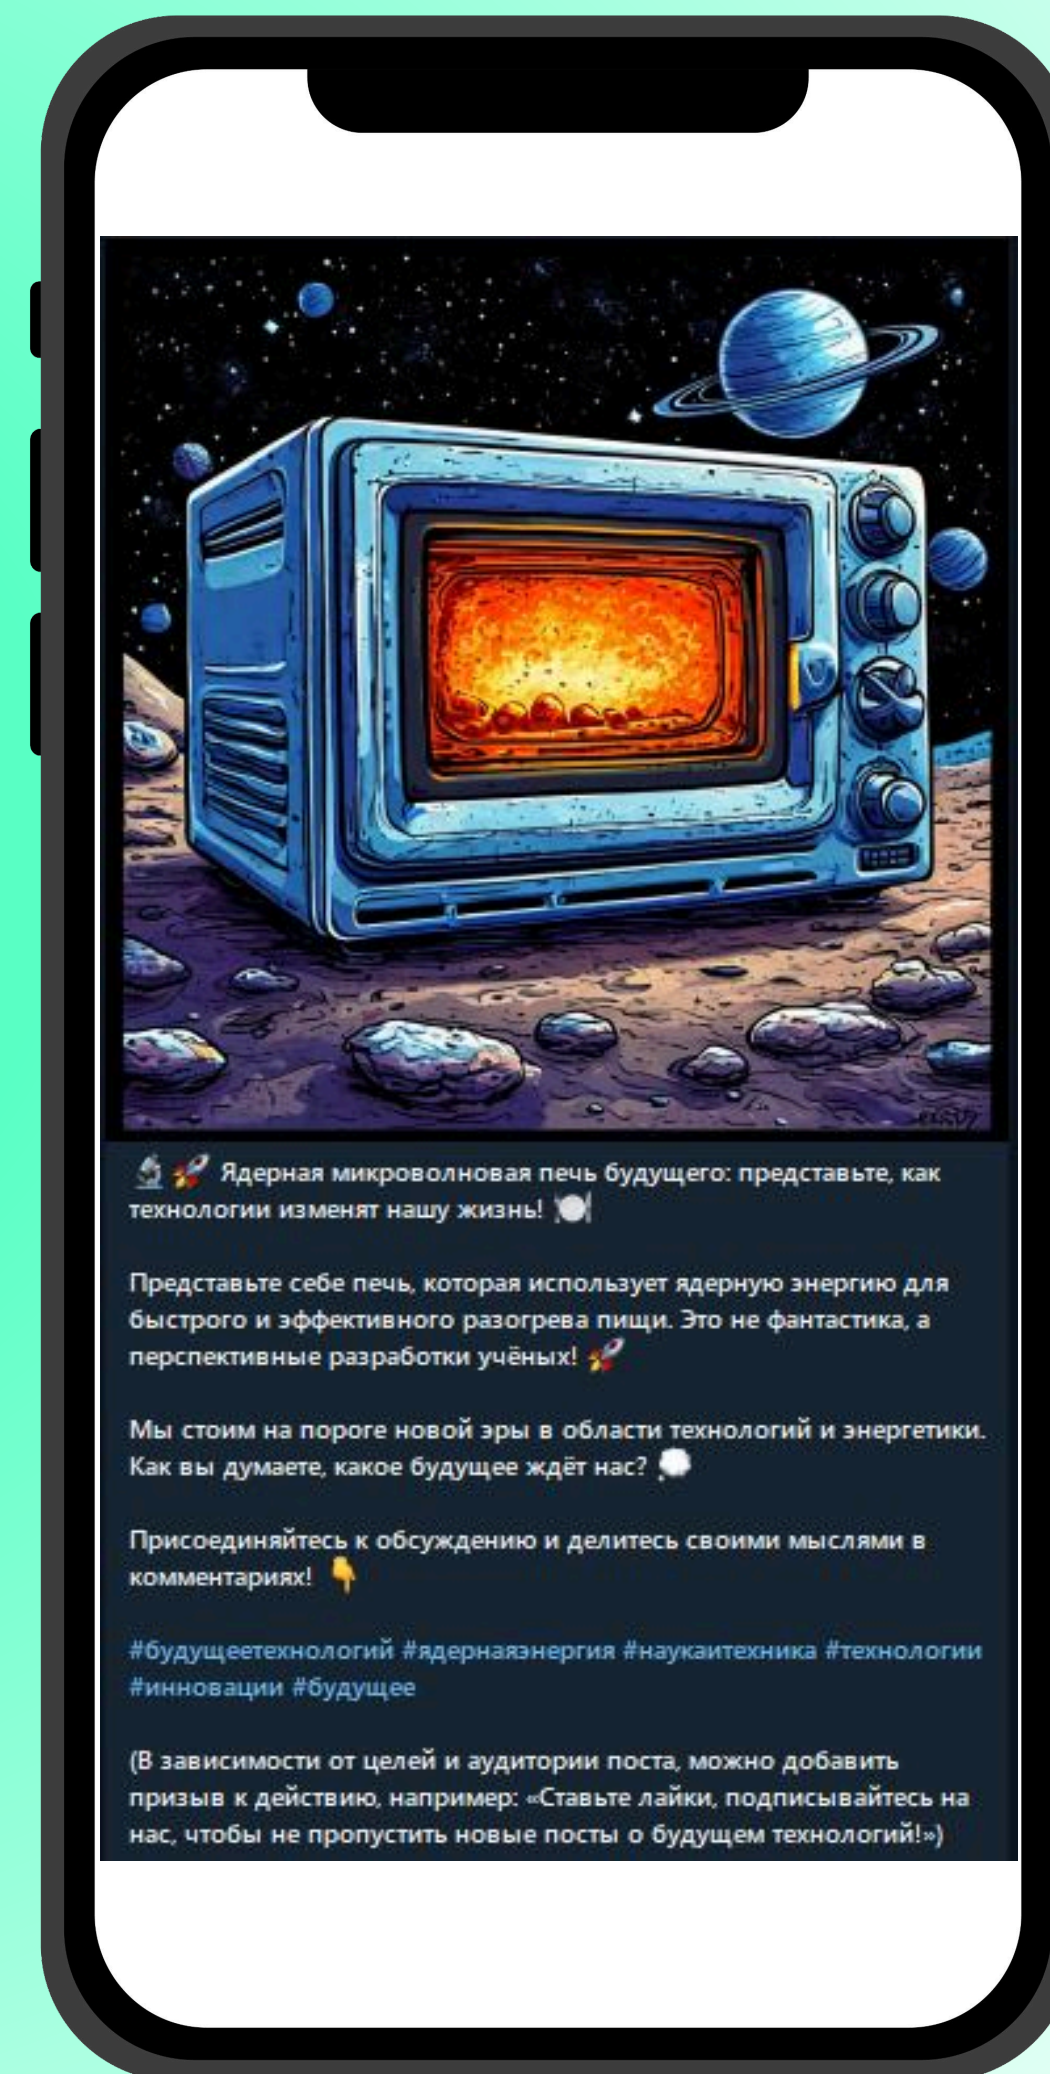 🔬🚀 Ядерная микроволновая печь будущего: представьте, как
технологии изменят нашу жизнь! 🍽
Представьте себе печь, которая использует ядерную энергию для
быстрого и эффективного разогрева пищи. Это не фантастика, а
перспективные разработки учёных! 🚀
Мы стоим на пороге новой эры в области технологий и энергетики.
Как вы думаете, какое будущее ждёт нас? 💭
Присоединяйтесь к обсуждению и делитесь своими мыслями в
комментариях! 👇
#будущеетехнологий #ядернаяэнергия #наукаитехника #технологии
#инновации #будущее
(В зависимости от целей и аудитории поста, можно добавить
призыв к действию, например: «Ставьте лайки, подписывайтесь на
нас, чтобы не пропустить новые посты о будущем технологий!»)